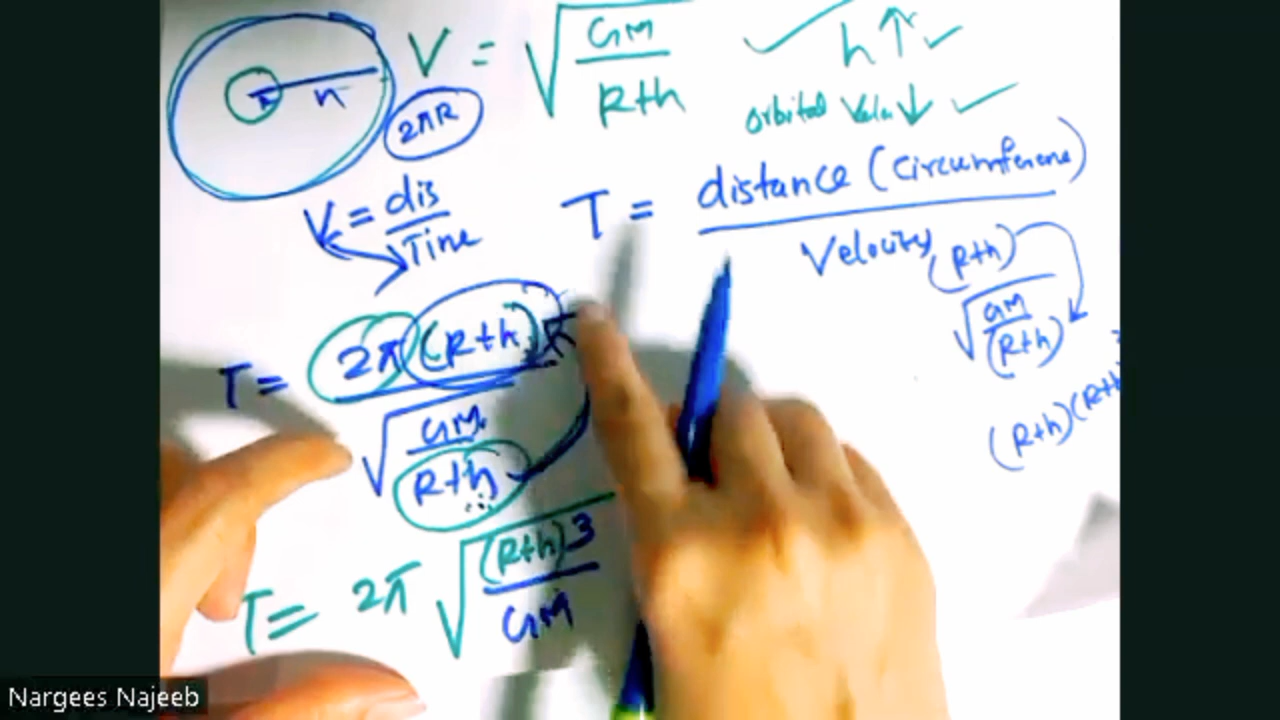 V = √GM/R+h
h↑
orbital velo ↓
2πR
V = dis/Time
T = distance (Circumference)/Velocity
(R+h)
√GM/(R+h)
T = 2π(R+h)/√GM/R+h
(R+h)(R+h
T = 2π √(R+h)3/GM
Nargees Najeeb